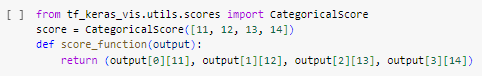 [ ] from tf_keras_vis.utils.scores import CategoricalScore
score = CategoricalScore([11, 12, 13, 14])
def score_function(output):
    return (output[0][11], output[1][12], output[2][13], output[3][14])